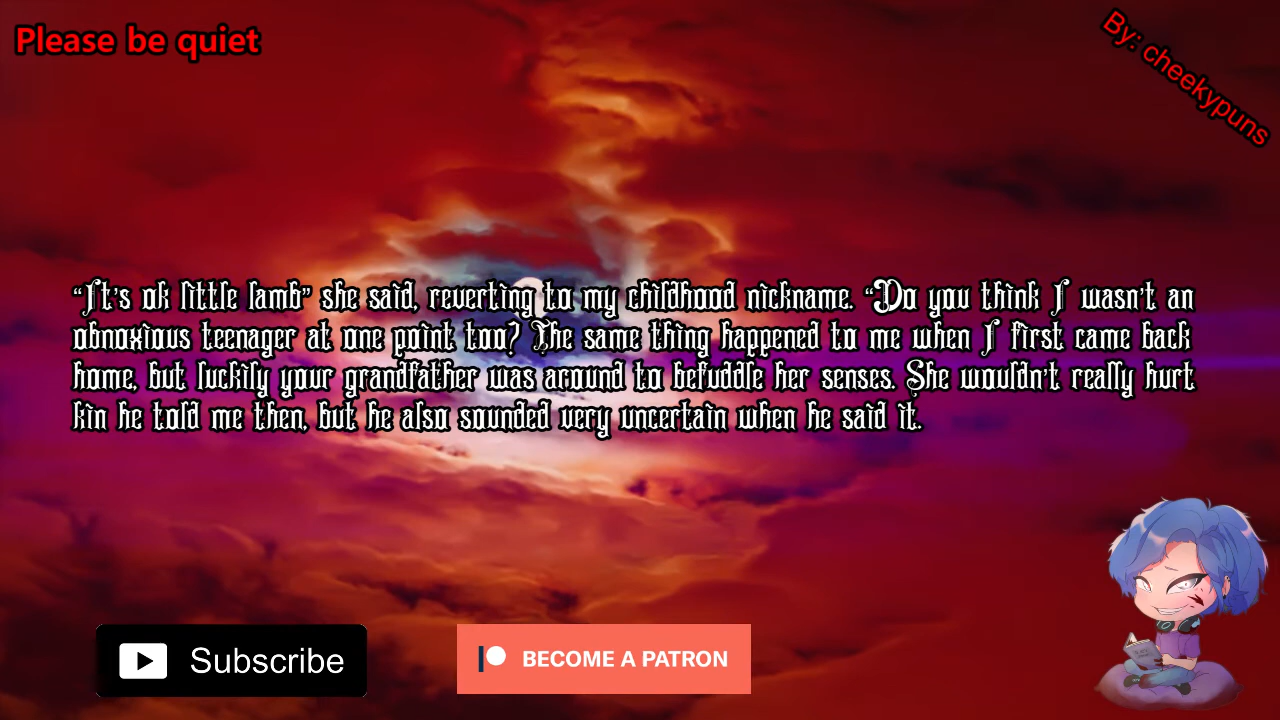 Please be quiet
By: cheekypuns
“It’s ok little lamb” she said, reverting to my childhood nickname. “Do you think I wasn’t an
obnoxious teenager at one point too? The same thing happened to me when I first came back
home, but luckily your grandfather was around to befuddle her senses. She wouldn’t really hurt
kin he told me then, but he also sounded very uncertain when he said it.
Subscribe
BECOME A PATRON